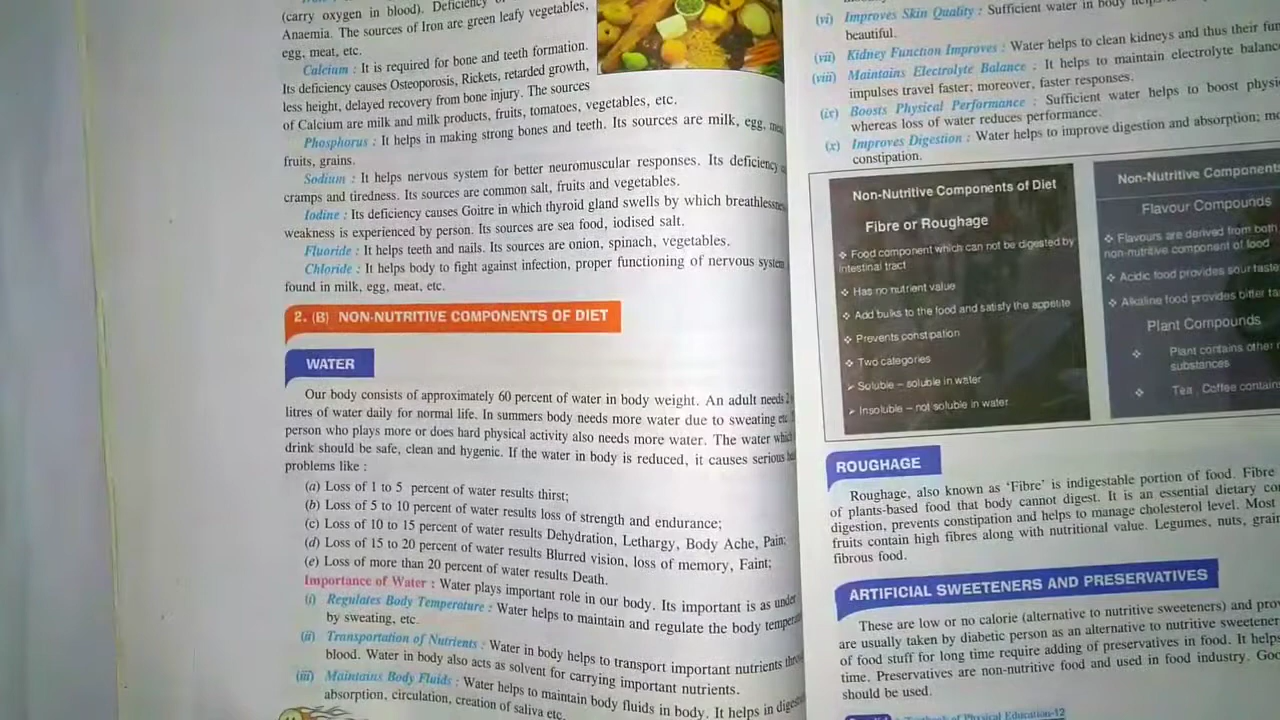 (carry oxygen in blood). Deficiency
Anaemia. The sources of Iron are green leafy vegetables,
egg, meat, etc.
Calcium : It is required for bone and teeth formation.
Its deficiency causes Osteoporosis, Rickets, retarded growth,
less height, delayed recovery from bone injury. The sources
of Calcium are milk and milk products, fruits, tomatoes, vegetables, etc.
Phosphorus : It helps in making strong bones and teeth. Its sources are milk, egg,
fruits, grains.
Sodium : It helps nervous system for better neuromuscular responses. Its deficiency
cramps and tiredness. Its sources are common salt, fruits and vegetables.
Iodine : Its deficiency causes Goitre in which thyroid gland swells by which breathlessness
weakness is experienced by person. Its sources are sea food, iodised salt.
Fluoride : It helps teeth and nails. Its sources are onion, spinach, vegetables.
Chloride : It helps body to fight against infection, proper functioning of nervous system
found in milk, egg, meat, etc.
2. (B) NON-NUTRITIVE COMPONENTS OF DIET
WATER
Our body consists of approximately 60 percent of water in body weight. An adult needs
litres of water daily for normal life. In summers body needs more water due to sweating etc.
person who plays more or does hard physical activity also needs more water. The water which
drink should be safe, clean and hygenic. If the water in body is reduced, it causes serious
problems like :
(a) Loss of 1 to 5 percent of water results thirst;
(b) Loss of 5 to 10 percent of water results loss of strength and endurance;
(c) Loss of 10 to 15 percent of water results Dehydration, Lethargy, Body Ache, Pain;
(d) Loss of 15 to 20 percent of water results Blurred vision, loss of memory, Faint;
(e) Loss of more than 20 percent of water results Death.
Importance of Water : Water plays important role in our body. Its important is as under
(i) Regulates Body Temperature : Water helps to maintain and regulate the body
by sweating, etc.
(ii) Transportation of Nutrients : Water in body helps to transport important nutrients
blood. Water in body also acts as solvent for carrying important nutrients.
(iii) Maintains Body Fluids : Water helps to maintain body fluids in body. It helps in
absorption, circulation, creation of saliva etc.
(vi) Improves Skin Quality : Sufficient water in body
beautiful.
(vii) Kidney Function Improves : Water helps to clean kidneys and thus their
(viii) Maintains Electrolyte Balance : It helps to maintain electrolyte
impulses travel faster; moreover, faster responses.
(ix) Boosts Physical Performance : Sufficient water helps to boost
whereas loss of water reduces performance.
(x) Improves Digestion : Water helps to improve digestion and absorption;
constipation.
Non-Nutritive Components of Diet
Fibre or Roughage
❖ Food component which can not be digested by
intestinal tract
❖ Has no nutrient value
❖ Add bulks to the food and satisfy the appetite
❖ Prevents constipation
❖ Two categories
➢ Soluble – soluble in water
➢ Insoluble – not soluble in water
Non-Nutritive Components
Flavour Compounds
❖ Flavours are derived from both
non-nutritive component of food
❖ Acidic food provides sour taste
❖ Alkaline food provides bitter
Plant Compounds
❖ Plant contains other
substances
❖ Tea, Coffee
ROUGHAGE
Roughage, also known as ‘Fibre’ is indigestable portion of food. Fibre
of plants-based food that body cannot digest. It is an essential dietary
digestion, prevents constipation and helps to manage cholesterol level. Most
fruits contain high fibres along with nutritional value. Legumes, nuts,
fibrous food.
ARTIFICIAL SWEETENERS AND PRESERVATIVES
These are low or no calorie (alternative to nutritive sweeteners) and
are usually taken by diabetic person as an alternative to nutritive
of food stuff for long time require adding of preservatives in food. It helps
time. Preservatives are non-nutritive food and used in food industry.
should be used.
Textbook of Physical Education-12